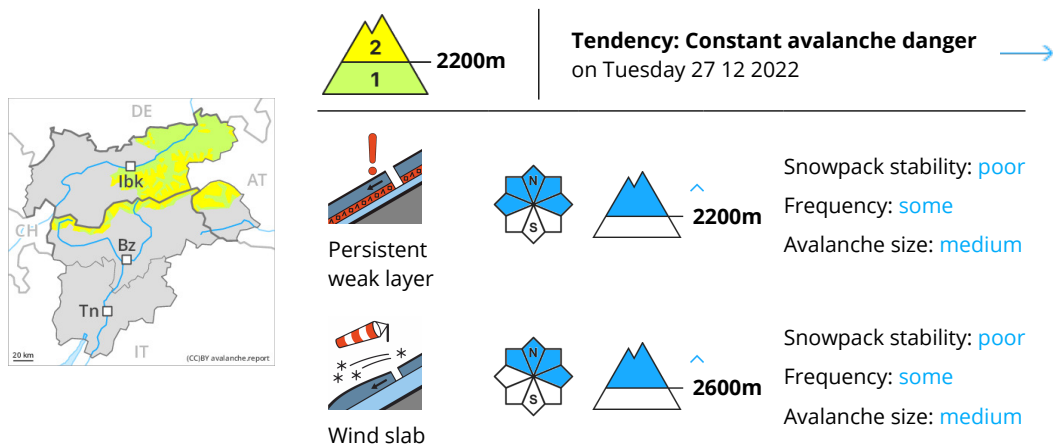 2
1
2200m
Tendency: Constant avalanche danger
on Tuesday 27 12 2022
DE
Ibk
AT
CH
Bz
Tn
IT
20 km
(CC)BY avalanche.report
Persistent
weak layer
N
S
2200m
Snowpack stability: poor
Frequency: some
Avalanche size: medium
Wind slab
N
S
2600m
Snowpack stability: poor
Frequency: some
Avalanche size: medium